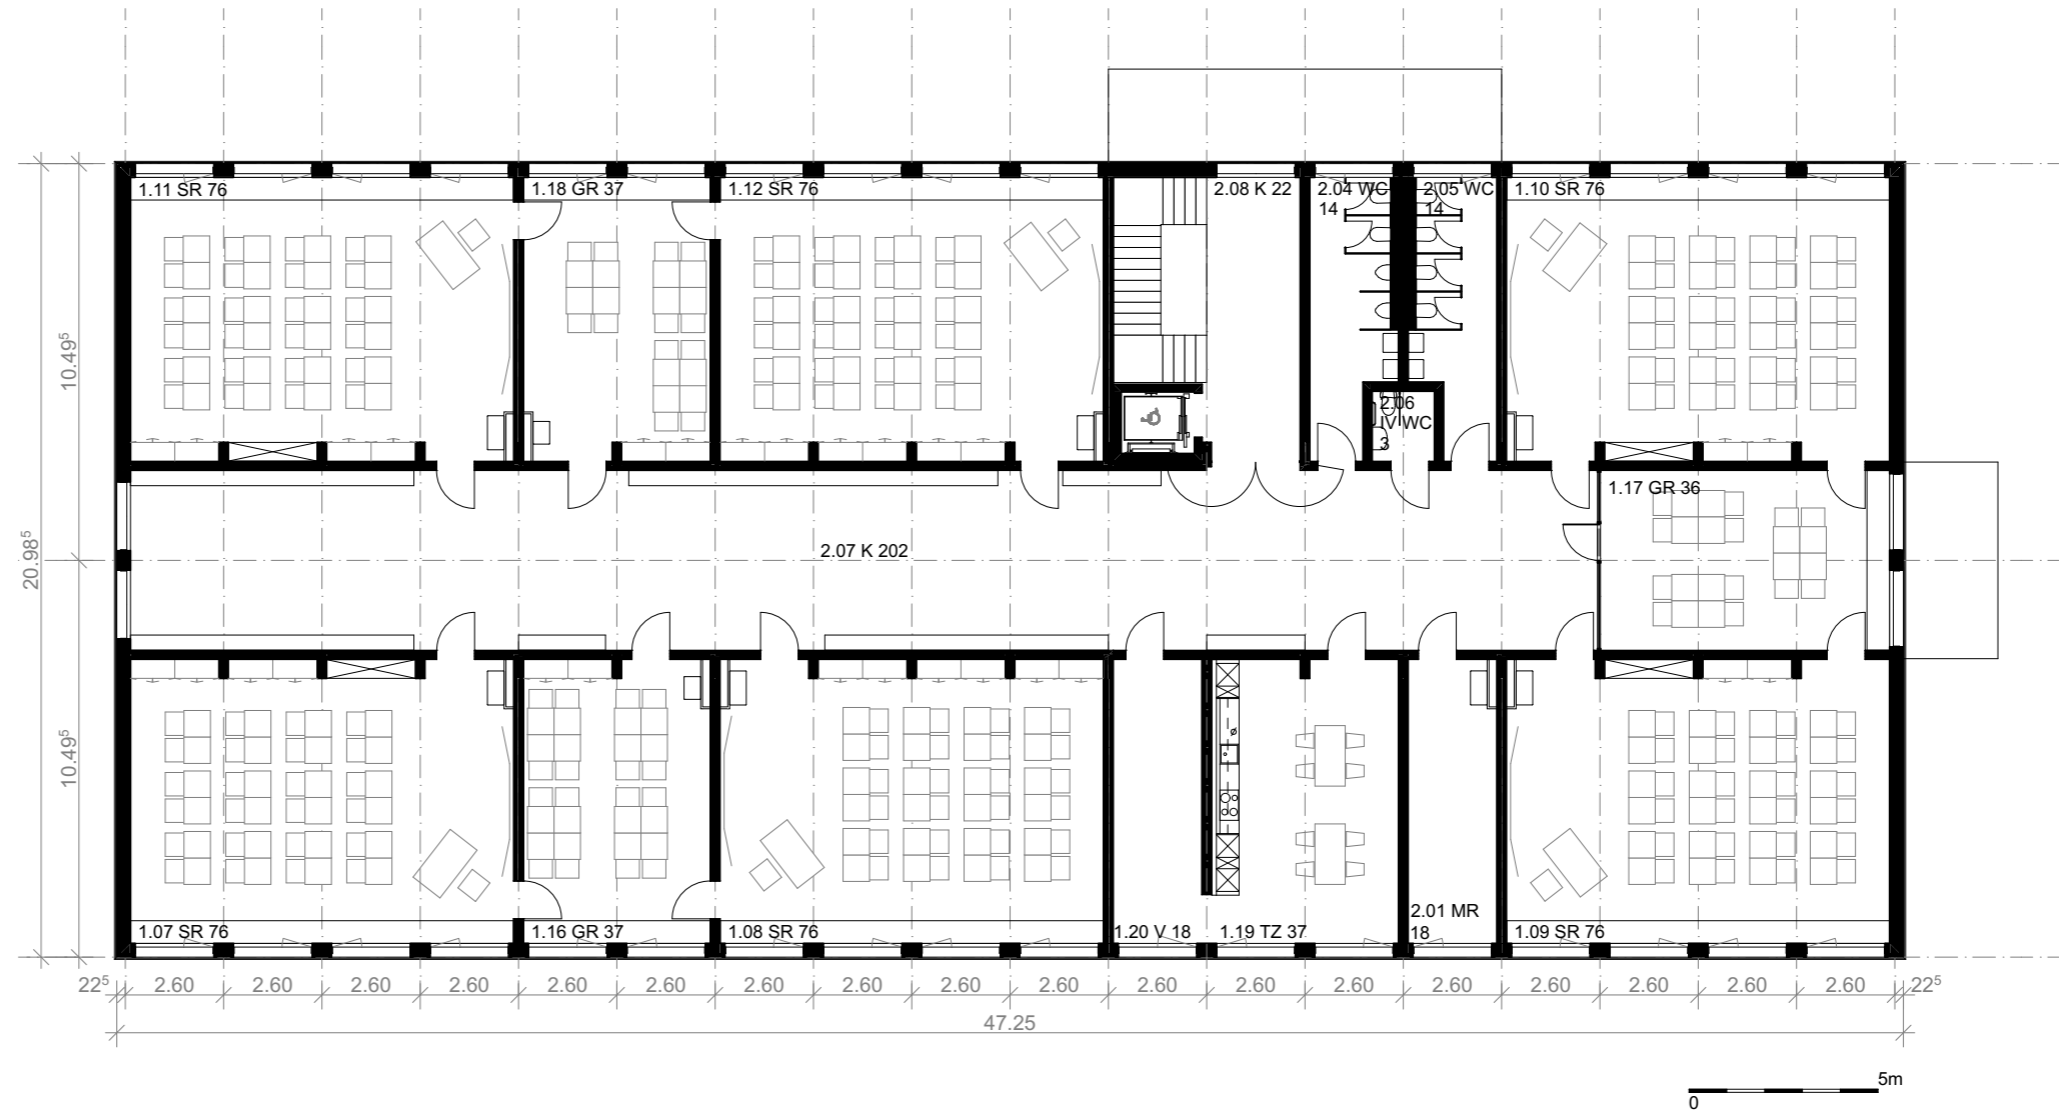 1.11 SR 76
1.18 GR 37
1.12 SR 76
2.08 K 22
2.04 WC
14
2.05 WC
14
1.10 SR 76
10.49⁵
2.06
IV WC
3
1.17 GR 36
2.07 K 202
20.98⁵
10.49⁵
1.07 SR 76
1.16 GR 37
1.08 SR 76
1.20 V 18
1.19 TZ 37
2.01 MR
18
1.09 SR 76
22⁵ 2.60 2.60 2.60 2.60 2.60 2.60 2.60 2.60 2.60 2.60 2.60 2.60 2.60 2.60 2.60 2.60 2.60 2.60 22⁵
47.25
5m
0